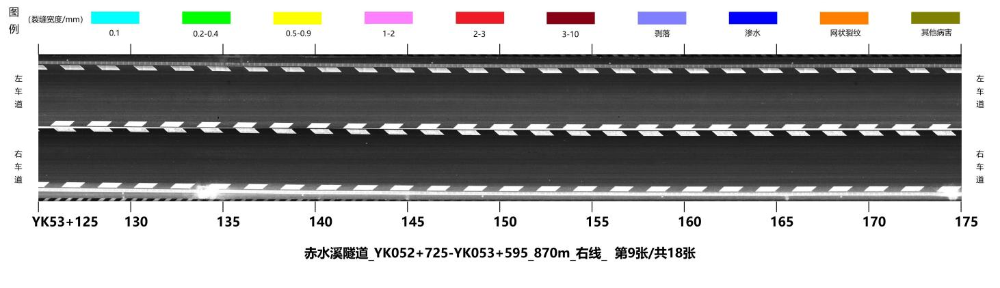 图例
(裂缝宽度/mm)
0.1
0.2-0.4
0.5-0.9
1-2
2-3
3-10
剥落
渗水
网状裂纹
其他病害
左车道
左车道
右车道
右车道
YK53+125 130 135 140 145 150 155 160 165 170 175
赤水溪隧道_YK052+725-YK053+595_870m_右线_ 第9张/共18张